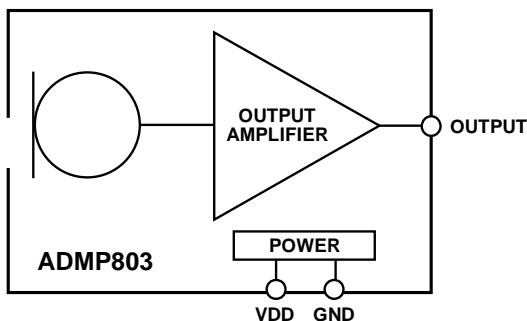 OUTPUT
AMPLIFIER
OUTPUT
POWER
ADMP803
VDD
GND